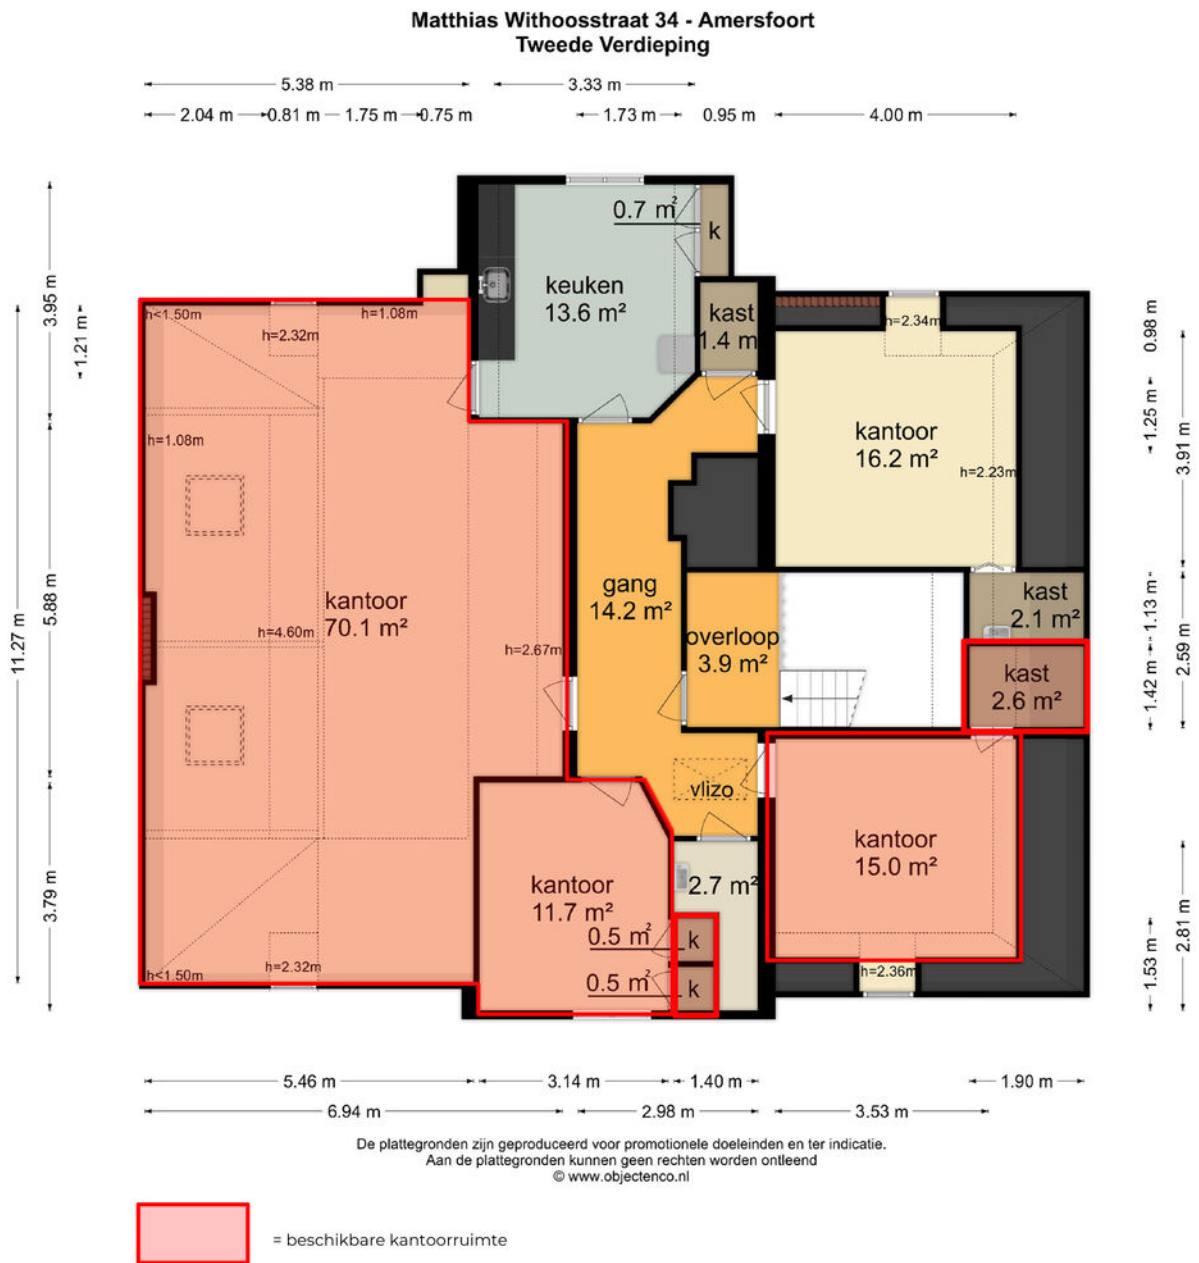 Matthias Withoosstraat 34 - Amersfoort
Tweede Verdieping
5.38 m
3.33 m
2.04 m
0.81 m
1.75 m
0.75 m
1.73 m
0.95 m
4.00 m
0.7 m²
k
keuken
13.6 m²
kast
1.4 m
h<1.50m
h=2.32m
h=1.08m
h=2.34m
3.95 m
1.21 m
0.98 m
1.25 m
3.91 m
h=1.08m
kantoor
16.2 m²
h=2.23m
11.27 m
5.88 m
kantoor
70.1 m²
h=4.60m
h=2.67m
gang
14.2 m²
overloop
3.9 m²
kast
2.1 m²
kast
2.6 m²
1.13 m
1.42 m
2.59 m
vlizo
kantoor
15.0 m²
kantoor
11.7 m²
2.7 m²
0.5 m²
k
0.5 m²
k
h<1.50m
h=2.32m
h=2.36m
3.79 m
1.53 m
2.81 m
5.46 m
3.14 m
1.40 m
1.90 m
6.94 m
2.98 m
3.53 m
De plattegronden zijn geproduceerd voor promotionele doeleinden en ter indicatie.
Aan de plattegronden kunnen geen rechten worden ontleend
© www.objectenco.nl
= beschikbare kantoorruimte